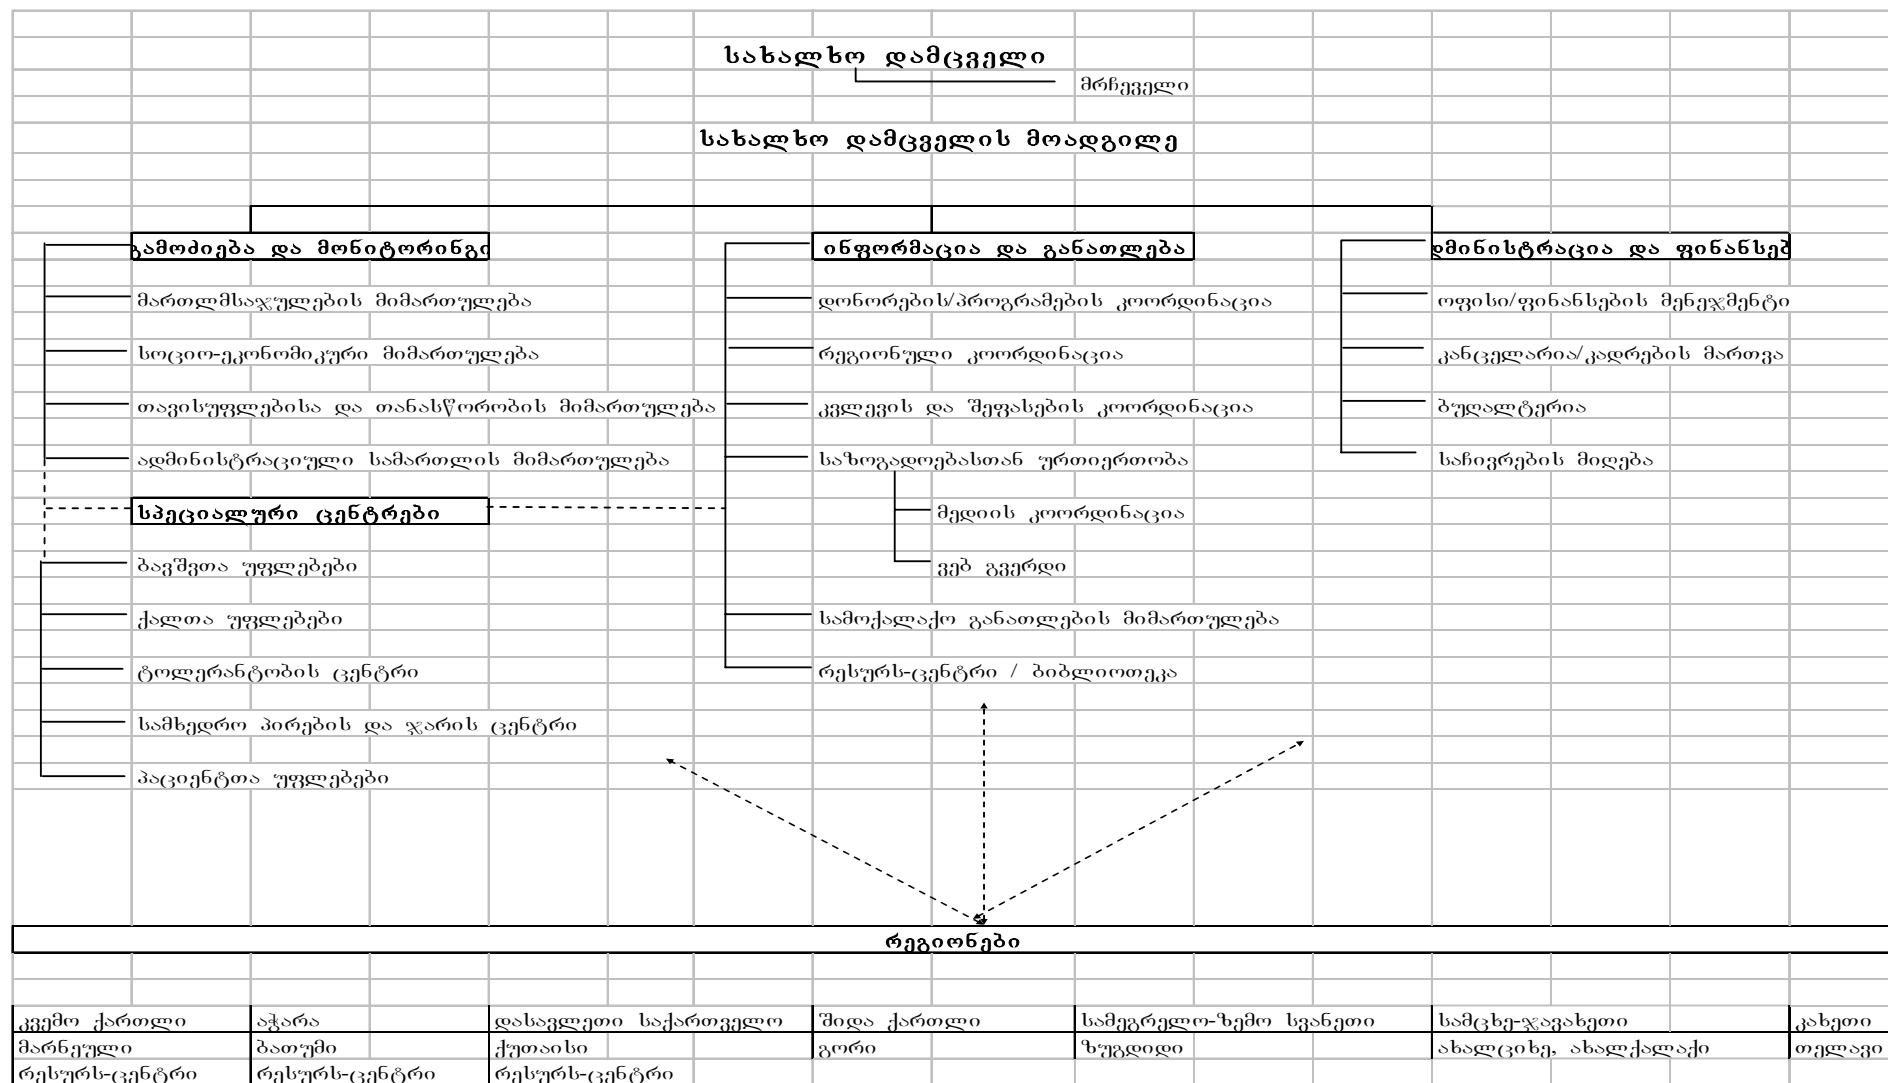 სახალხო დამცველი
მრჩეველი
სახალხო დამცველის მოადგილე
გამოძიება და მონიტორინგი
ინფორმაცია და განათლება
დმინისტრაცია და ფინანსებ
მართლმსაჯულების მიმართულება
დონორების/პროგრამების კოორდინაცია
ოფისი/ფინანსების მენეჯმენტი
სოციო-ეკონომიკური მიმართულება
რეგიონული კოორდინაცია
კანცელარია/კადრების მართვა
თავისუფლებისა და თანასწორობის მიმართულება
კვლევის და შეფასების კოორდინაცია
ბუღალტერია
ადმინისტრაციული სამართლის მიმართულება
საზოგადოებასთან ურთიერთობა
საჩივრების მიღება
სპეციალური ცენტრები
მედიის კოორდინაცია
ბავშვთა უფლებები
ვებ გვერდი
ქალთა უფლებები
სამოქალაქო განათლების მიმართულება
ტოლერანტობის ცენტრი
რესურს-ცენტრი / ბიბლიოთეკა
სამხედრო პირების და ჯარის ცენტრი
პაციენტთა უფლებები
რეგიონები
კვემო ქართლი
აჭარა
დასავლეთი საქართველო
შიდა ქართლი
სამეგრელო-ზემო სვანეთი
სამცხე-ჯავახეთი
კახეთი
მარნეული
ბათუმი
ქუთაისი
გორი
ზუგდიდი
ახალციხე, ახალქალაქი
თელავი
რესურს-ცენტრი
რესურს-ცენტრი
რესურს-ცენტრი